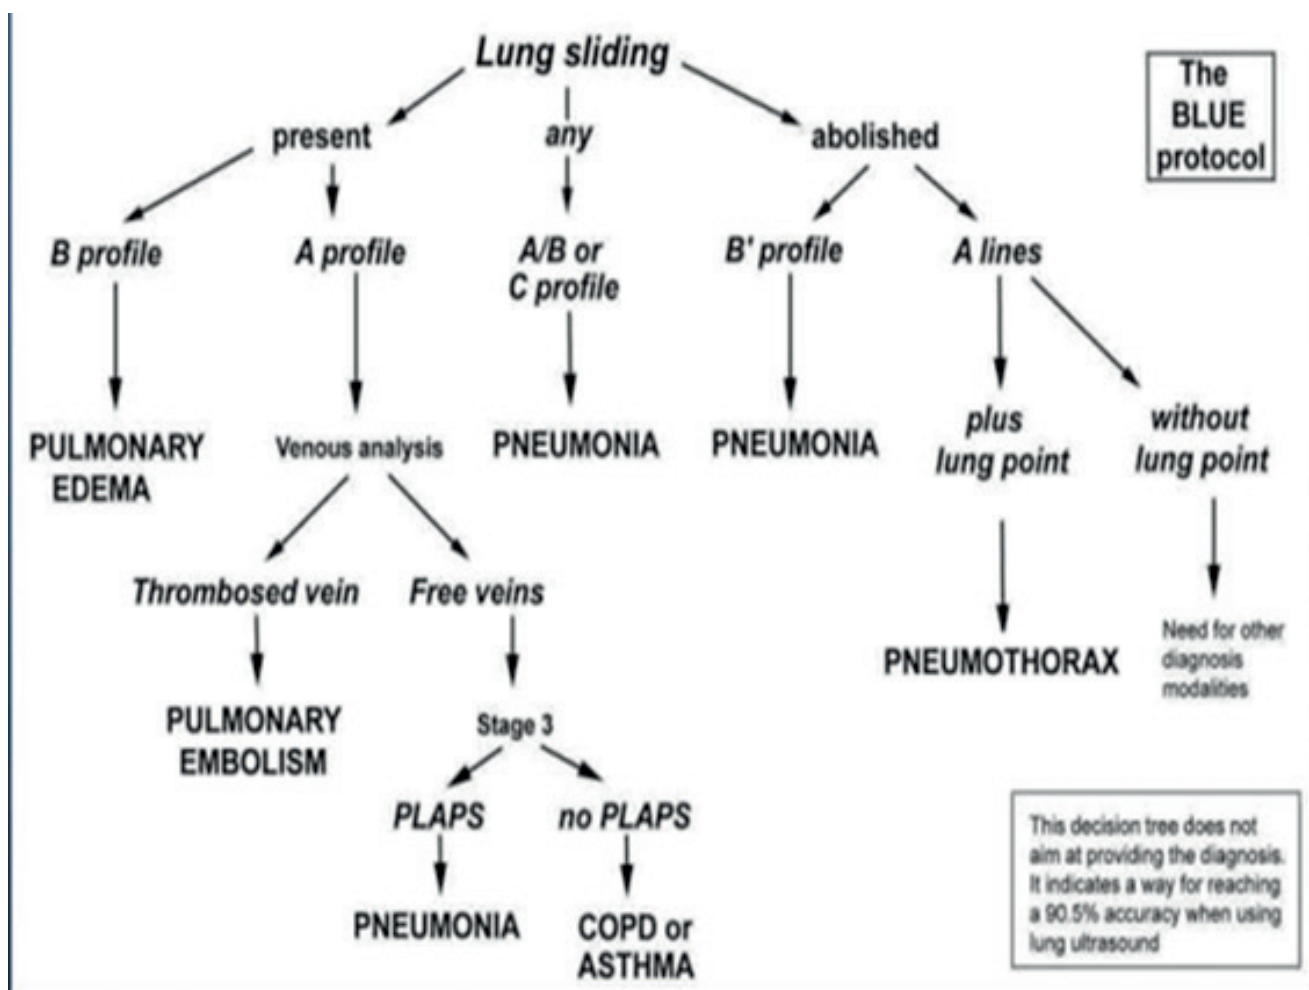 Lung sliding
The
BLUE
protocol
present
any
abolished
B profile
A profile
A/B or
C profile
B' profile
A lines
PULMONARY
EDEMA
Venous analysis
PNEUMONIA
PNEUMONIA
plus
lung point
without
lung point
Thrombosed vein
Free veins
PNEUMOTHORAX
Need for other
diagnosis
modalities
PULMONARY
EMBOLISM
Stage 3
PLAPS
no PLAPS
PNEUMONIA
COPD or
ASTHMA
This decision tree does not
aim at providing the diagnosis.
It indicates a way for reaching
a 90.5% accuracy when using
lung ultrasound